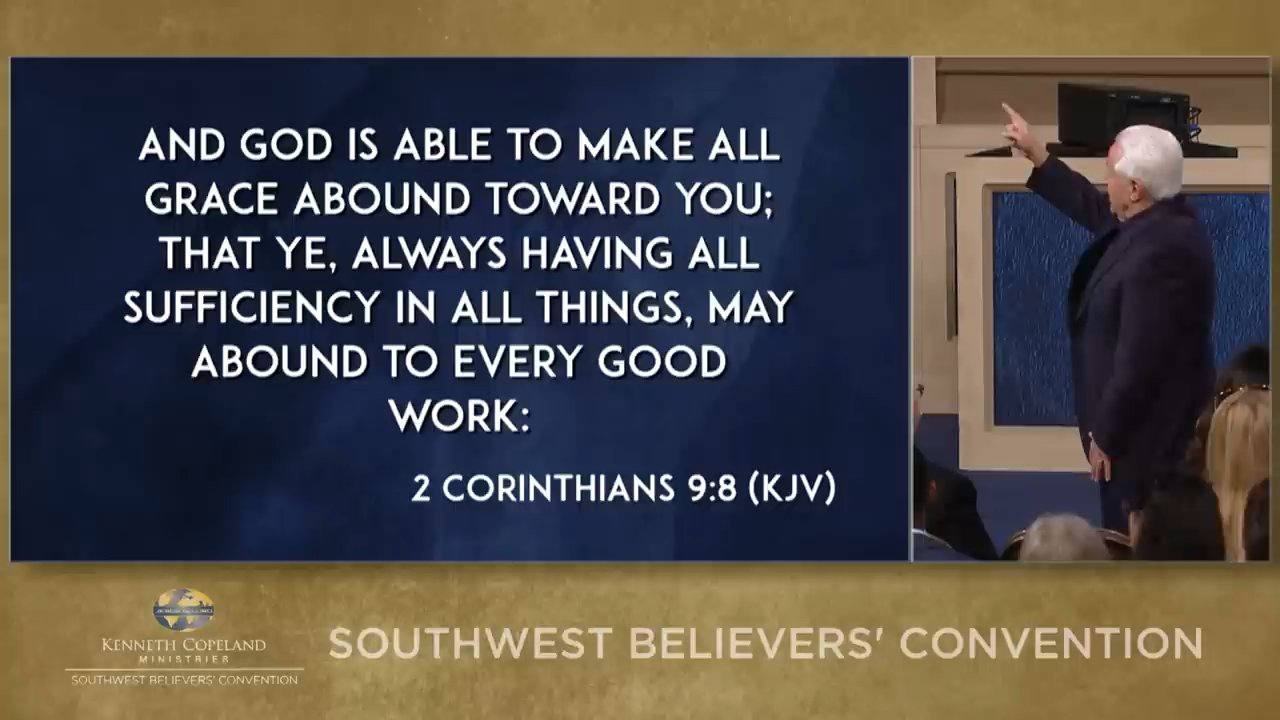 AND GOD IS ABLE TO MAKE ALL
GRACE ABOUND TOWARD YOU;
THAT YE, ALWAYS HAVING ALL
SUFFICIENCY IN ALL THINGS, MAY
ABOUND TO EVERY GOOD
WORK:
2 CORINTHIANS 9:8 (KJV)
KENNETH COPELAND
MINISTRIES
SOUTHWEST BELIEVERS' CONVENTION
SOUTHWEST BELIEVERS' CONVENTION